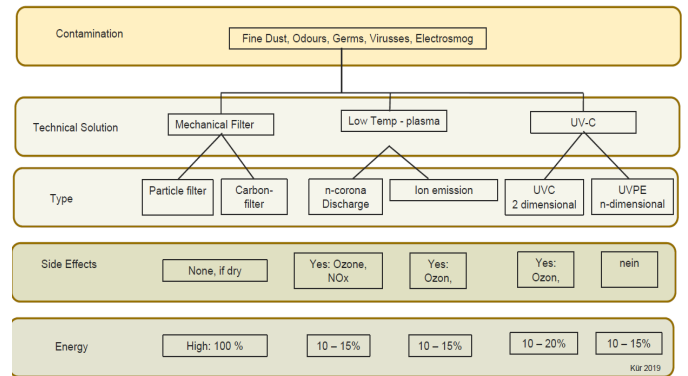 Contamination
Fine Dust, Odours, Germs, Virusses, Electrosmog
Technical Solution
Mechanical Filter
Low Temp - plasma
UV-C
Type
Particle filter
Carbon-
filter
n-corona
Discharge
Ion emission
UVC
2 dimensional
UVPE
n-dimensional
Side Effects
None, if dry
Yes: Ozone,
NOx
Yes:
Ozon,
Yes:
Ozon,
nein
Energy
High: 100 %
10 – 15%
10 – 15%
10 – 20%
10 – 15%
Kür 2019